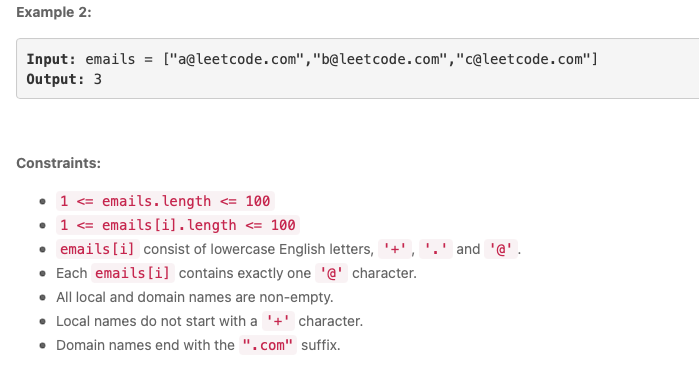 Example 2:
Input: emails = ["a@leetcode.com","b@leetcode.com","c@leetcode.com"]
Output: 3
Constraints:
• 1 <= emails.length <= 100
• 1 <= emails[i].length <= 100
• emails[i] consist of lowercase English letters, '+', '.' and '@'.
• Each emails[i] contains exactly one '@' character.
• All local and domain names are non-empty.
• Local names do not start with a '+' character.
• Domain names end with the ".com" suffix.